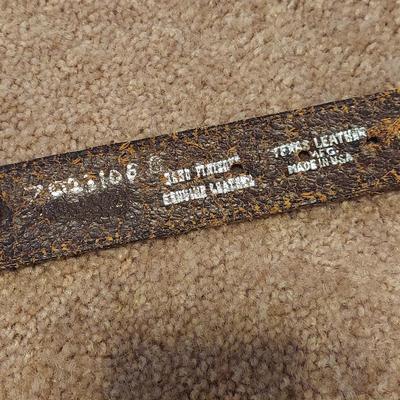 HAND FINISHED
GENUINE LEATHER
TEXAS LEATHER
MFG.
MADE IN USA